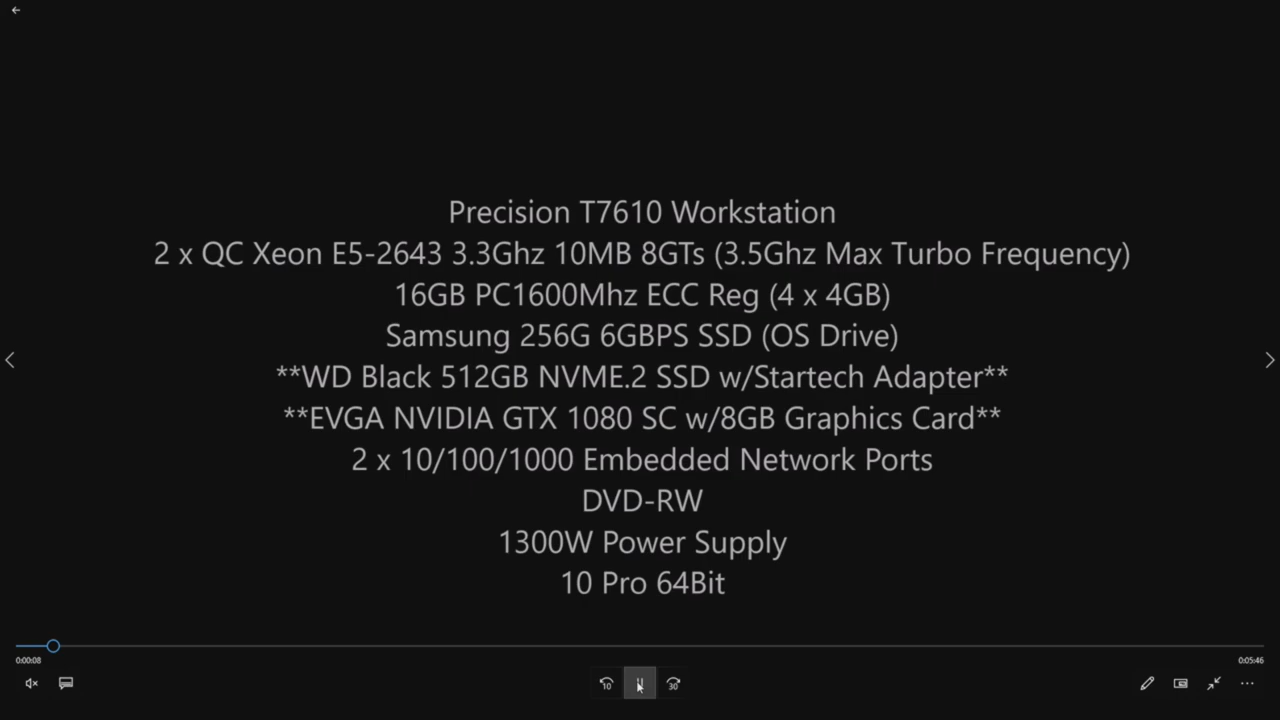 Precision T7610 Workstation
2 x QC Xeon E5-2643 3.3Ghz 10MB 8GTs (3.5Ghz Max Turbo Frequency)
16GB PC1600Mhz ECC Reg (4 x 4GB)
Samsung 256G 6GBPS SSD (OS Drive)
**WD Black 512GB NVME.2 SSD w/Startech Adapter**
**EVGA NVIDIA GTX 1080 SC w/8GB Graphics Card**
2 x 10/100/1000 Embedded Network Ports
DVD-RW
1300W Power Supply
10 Pro 64Bit
0:00:08 0:05:46
10 30